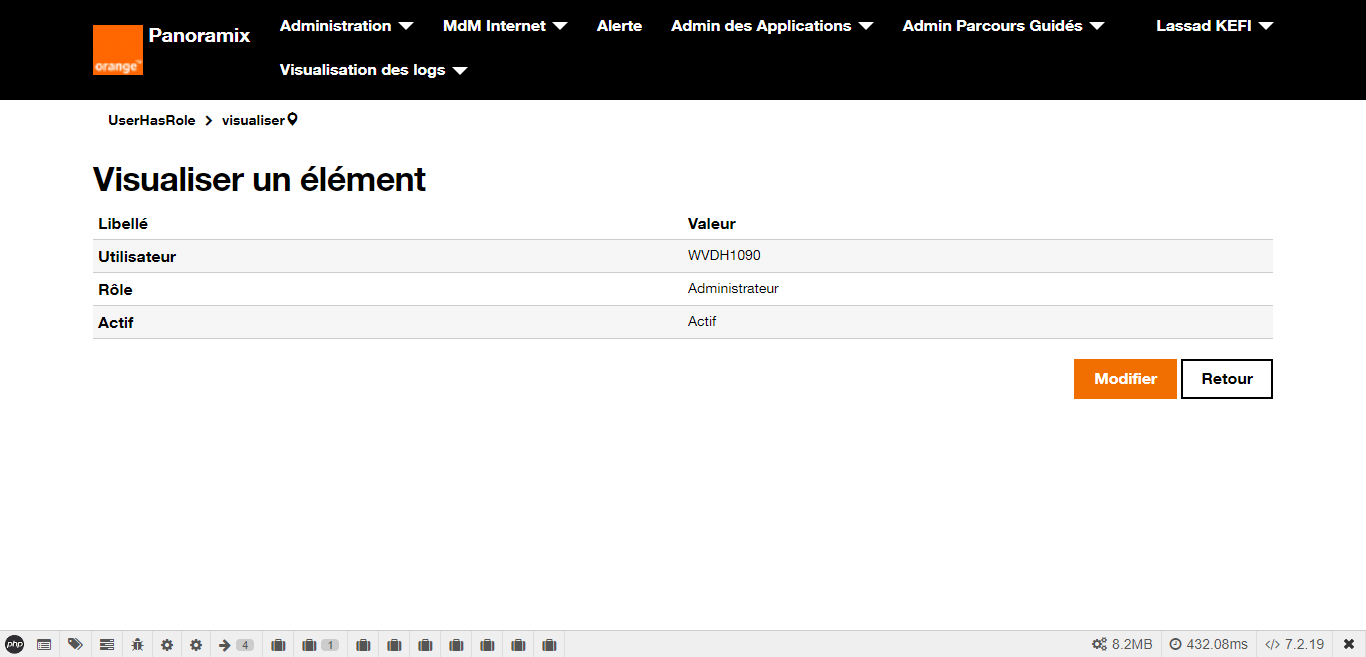 Panoramix
orange™
Administration MdM Internet Alerte Admin des Applications Admin Parcours Guidés Lassad KEFI
Visualisation des logs
UserHasRole > visualiser
Visualiser un élément
Libellé Valeur
Utilisateur WVDH1090
Rôle Administrateur
Actif Actif
Modifier Retour
php 4 1 8.2MB 432.08ms </> 7.2.19